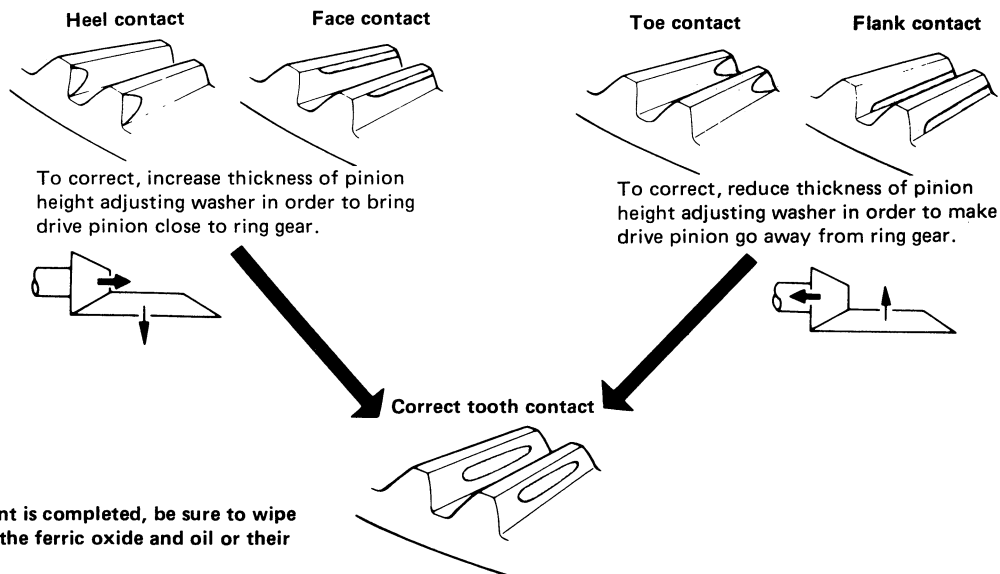 Heel contact
Face contact
To correct, increase thickness of pinion
height adjusting washer in order to bring
drive pinion close to ring gear.
Toe contact
Flank contact
To correct, reduce thickness of pinion
height adjusting washer in order to make
drive pinion go away from ring gear.
Correct tooth contact
nt is completed, be sure to wipe
the ferric oxide and oil or their